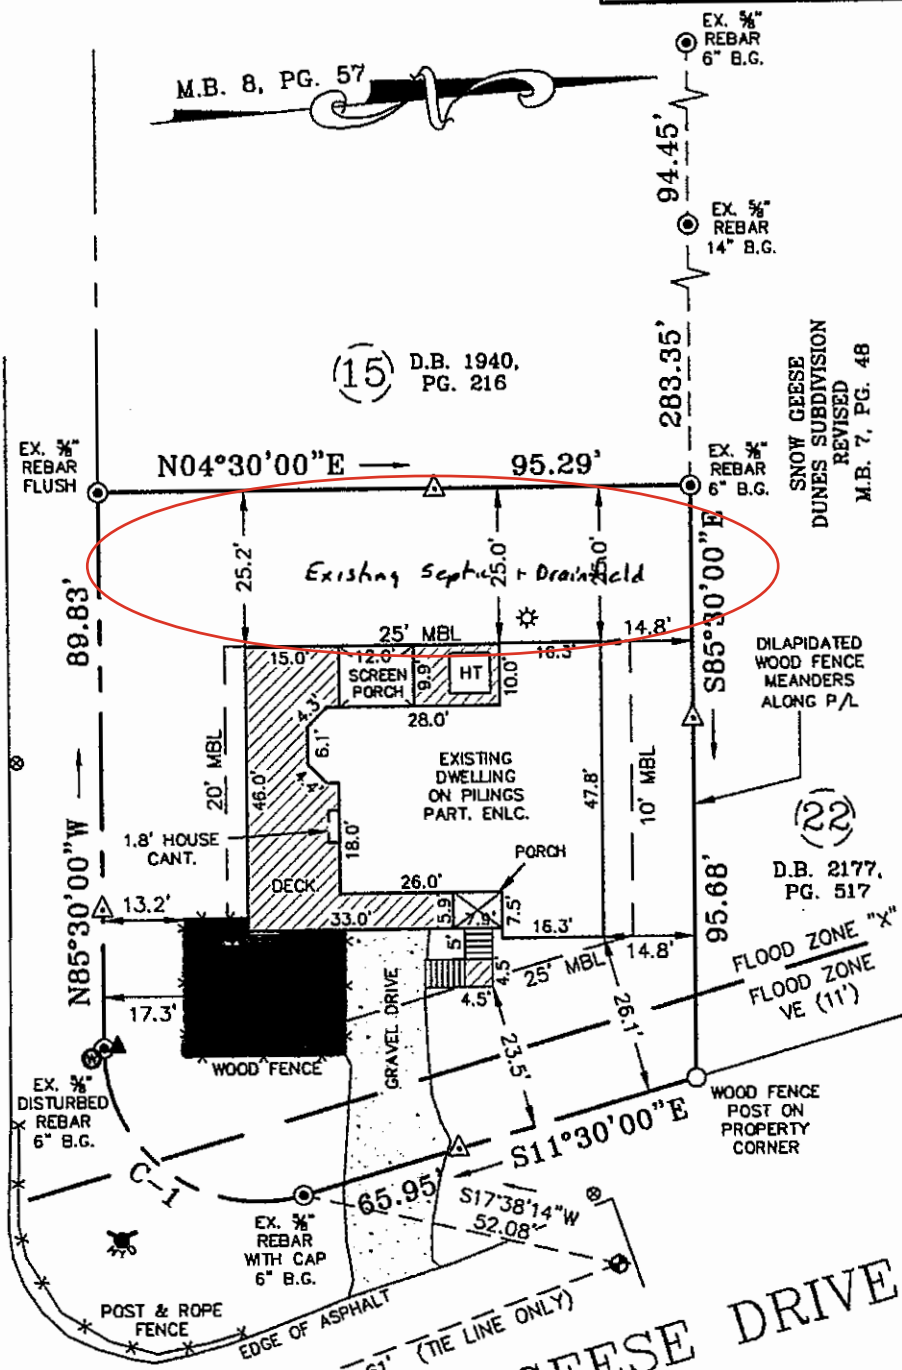 EX. ⅝"
REBAR
6" B.G.
M.B. 8, PG. 57
94.45'
EX. ⅝"
REBAR
14" B.G.
283.35'
SNOW GEESE
DUNES SUBDIVISION
REVISED
M.B. 7, PG. 48
15
D.B. 1940,
PG. 216
EX. ⅝"
REBAR
FLUSH
N04°30'00"E
95.29'
EX. ⅝"
REBAR
6" B.G.
25.2'
25.0'
Existing Septic + Drainfield
S85°30'00"E
89.83'
25' MBL
16.3'
14.8'
15.0'
12.0'
SCREEN
PORCH
9.9'
HT
10.0'
28.0'
DILAPIDATED
WOOD FENCE
MEANDERS
ALONG P/L
4.3'
6.1'
4.4'
20' MBL
46.0'
EXISTING
DWELLING
ON PILINGS
PART. ENLC.
47.8'
10' MBL
1.8' HOUSE
CANT.
18.0'
22
D.B. 2177,
PG. 517
PORCH
DECK
26.0'
33.0'
5.9'
7.9'
7.5'
16.3'
14.8'
95.68'
N85°30'00"W
13.2'
17.3'
5'
4.5'
4.5'
25' MBL
FLOOD ZONE "X"
FLOOD ZONE
VE (11')
GRAVEL DRIVE
23.5'
26.1'
WOOD FENCE
W
EX. ⅝"
DISTURBED
REBAR
6" B.G.
WOOD FENCE
POST ON
PROPERTY
CORNER
S11°30'00"E
65.95'
C-1
S17°38'14"W
52.08'
EX. ⅝"
REBAR
WITH CAP
6" B.G.
HYD
POST & ROPE
FENCE
EDGE OF ASPHALT
(TIE LINE ONLY)
GEESE DRIVE